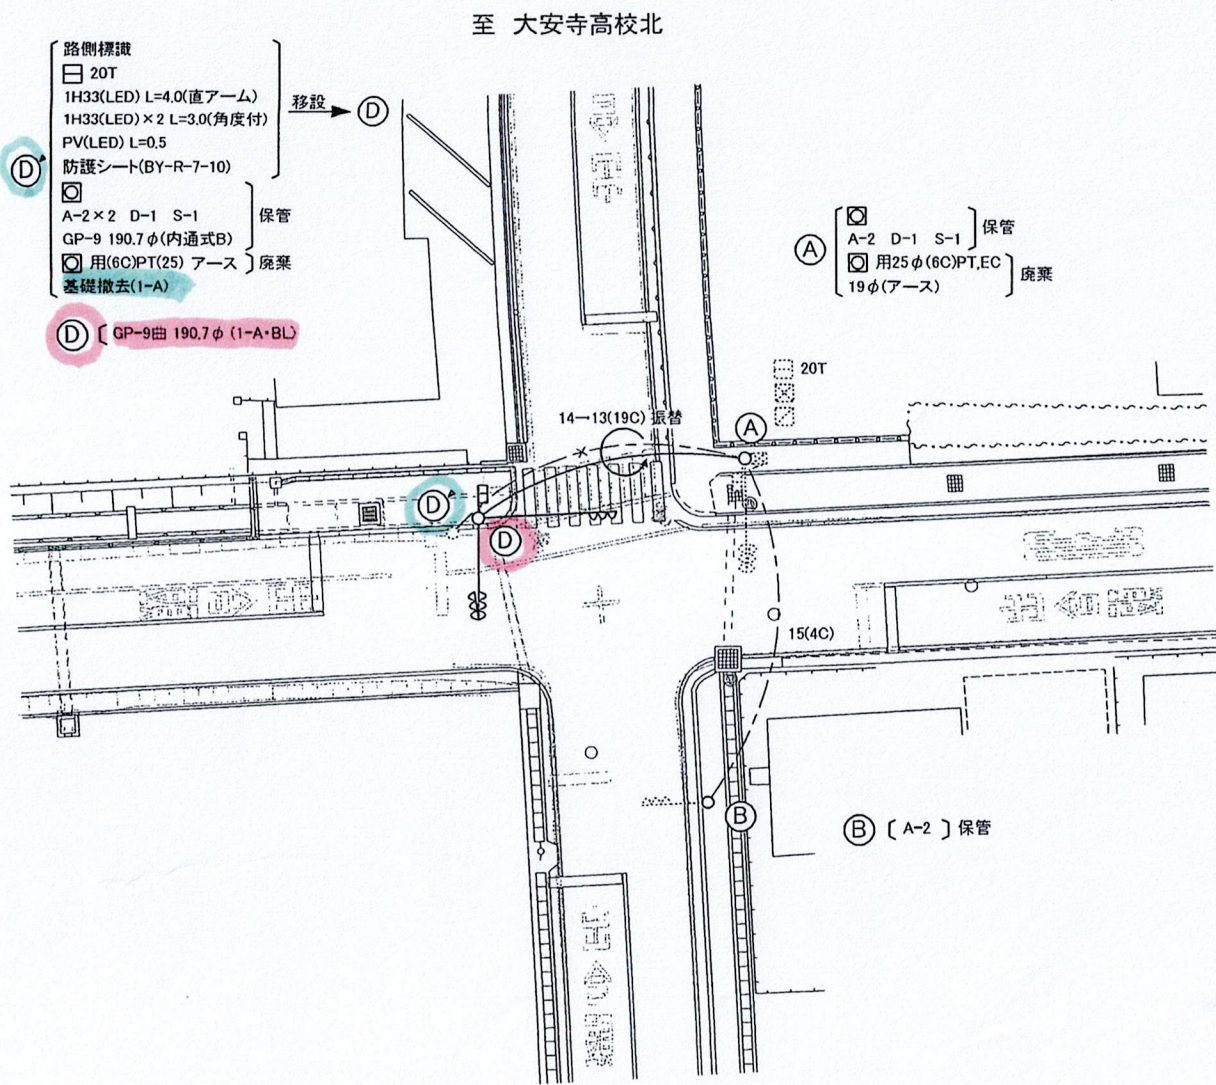 至 大安寺高校北
路側標識
20T
1H33(LED) L=4.0(直アーム)
1H33(LED)×2 L=3.0(角度付)
PV(LED) L=0.5
防護シート(BY-R-7-10)
移設
D
D'
A-2×2 D-1 S-1
GP-9 190.7φ(内通式B)
保管
用(6C)PT(25) アース
廃棄
基礎撤去(1-A)
D
GP-9曲 190.7φ (1-A・BL)
A
A-2 D-1 S-1
保管
用25φ(6C)PT,EC
19φ(アース)
廃棄
20T
14→13(19C) 振替
A
D'
D
15(4C)
B
B
A-2
保管